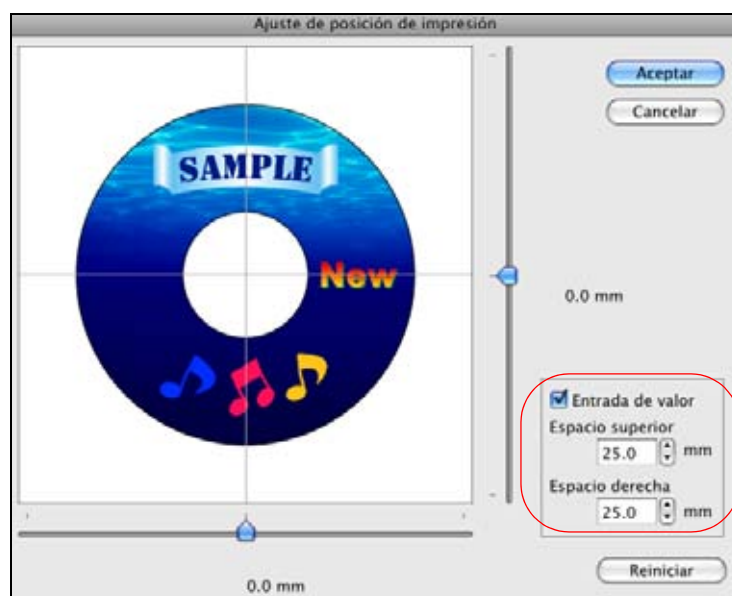 Ajuste de posición de impresión
Aceptar
Cancelar
SAMPLE
New
0.0 mm
Entrada de valor
Espacio superior
25.0 mm
Espacio derecha
25.0 mm
Reiniciar
0.0 mm